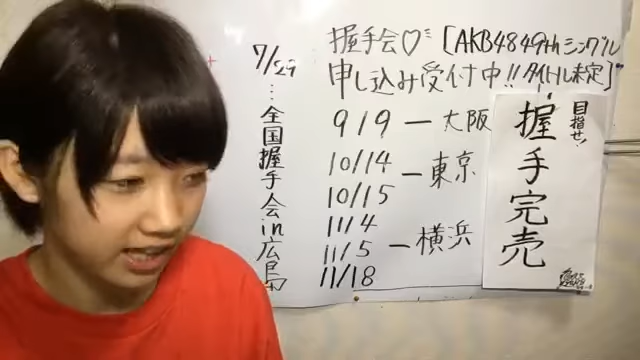 握手会♡ [AKB48 49thシングル
申し込み受付中!!タイトル未定]
7/29…全国握手会in広島
9/9 ー 大阪
10/14
10/15
ー 東京
11/4
11/5
11/18
ー 横浜
目指せ!
握手完売